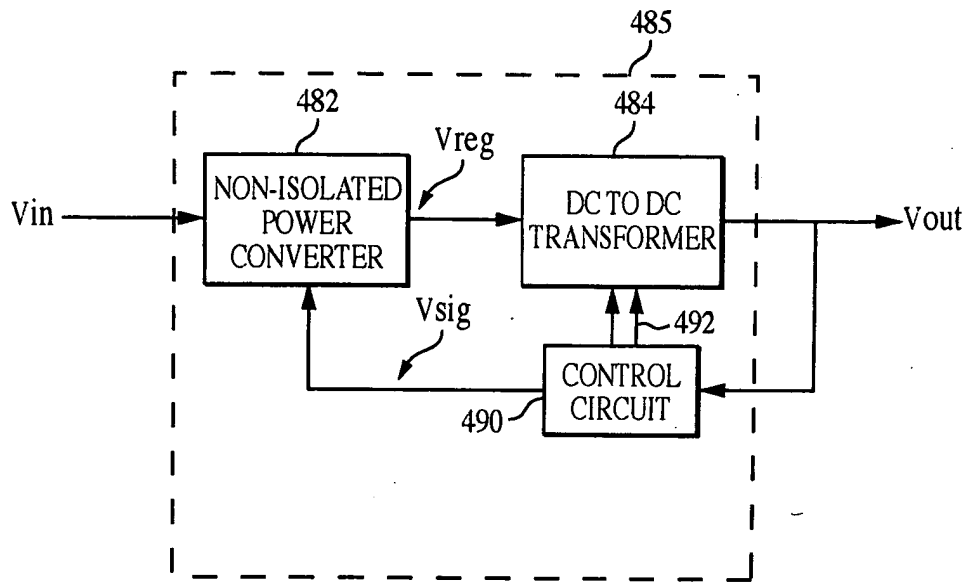 485
482
484
Vreg
NON-ISOLATED
POWER
CONVERTER
DC TO DC
TRANSFORMER
Vin
Vout
Vsig
492
CONTROL
CIRCUIT
490